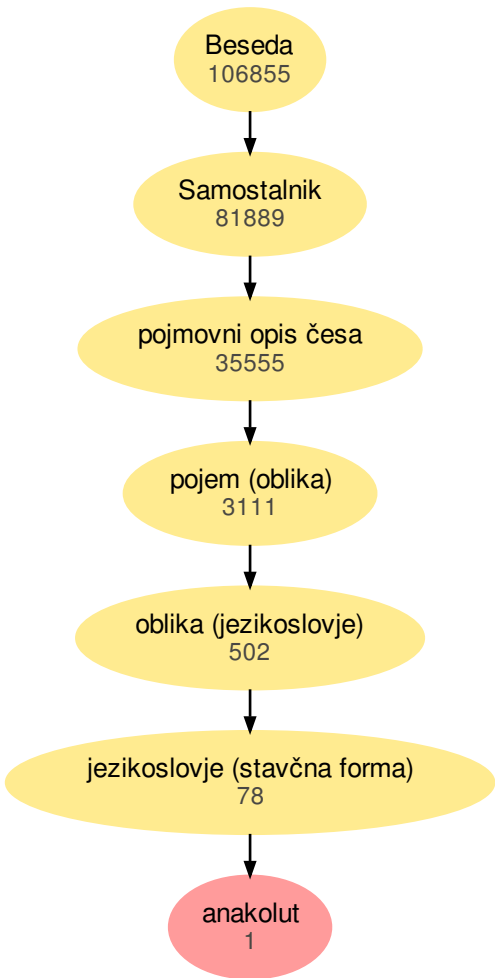 Beseda
106855
Samostalnik
81889
pojmovni opis česa
35555
pojem (oblika)
3111
oblika (jezikoslovje)
502
jezikoslovje (stavčna forma)
78
anakolut
1